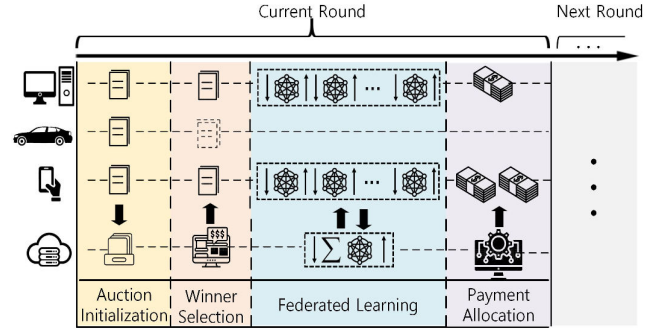 Current Round
Next Round
...
...
$$$
$
...
$
$
Σ
Auction
Initialization
Winner
Selection
Federated Learning
Payment
Allocation